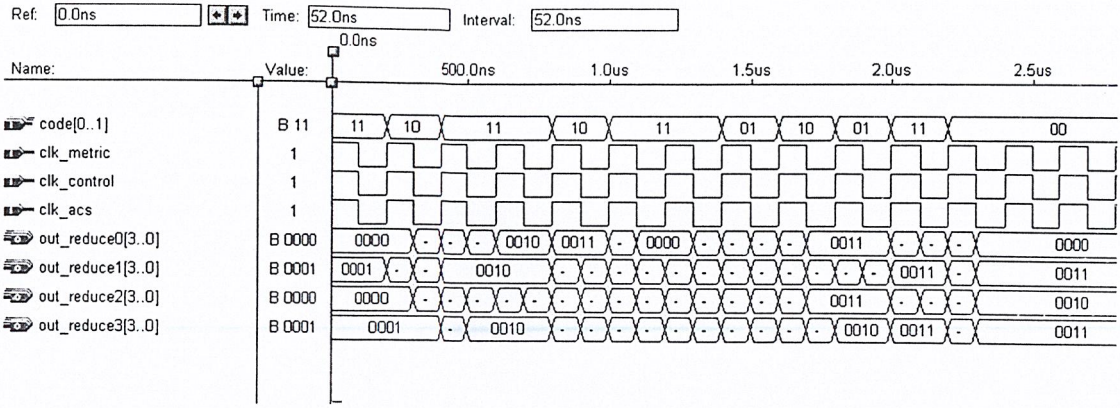 Ref: 0.0ns Time: 52.0ns Interval: 52.0ns
0.0ns
Name: Value: 500.0ns 1.0us 1.5us 2.0us 2.5us
code[0..1] B 11 11 10 11 10 11 01 10 01 11 00
clk_metric 1
clk_control 1
clk_acs 1
out_reduce0[3..0] B 0000 0000 - - - 0010 0011 - 0000 - - - - 0011 - - - 0000
out_reduce1[3..0] B 0001 0001 - - 0010 - - - - - - - - - - - - 0011 - - 0011
out_reduce2[3..0] B 0000 0000 - - - - - - - - - - - - - - 0011 - - - 0010
out_reduce3[3..0] B 0001 0001 - 0010 - - - - - - - - - - 0010 0011 - - 0011